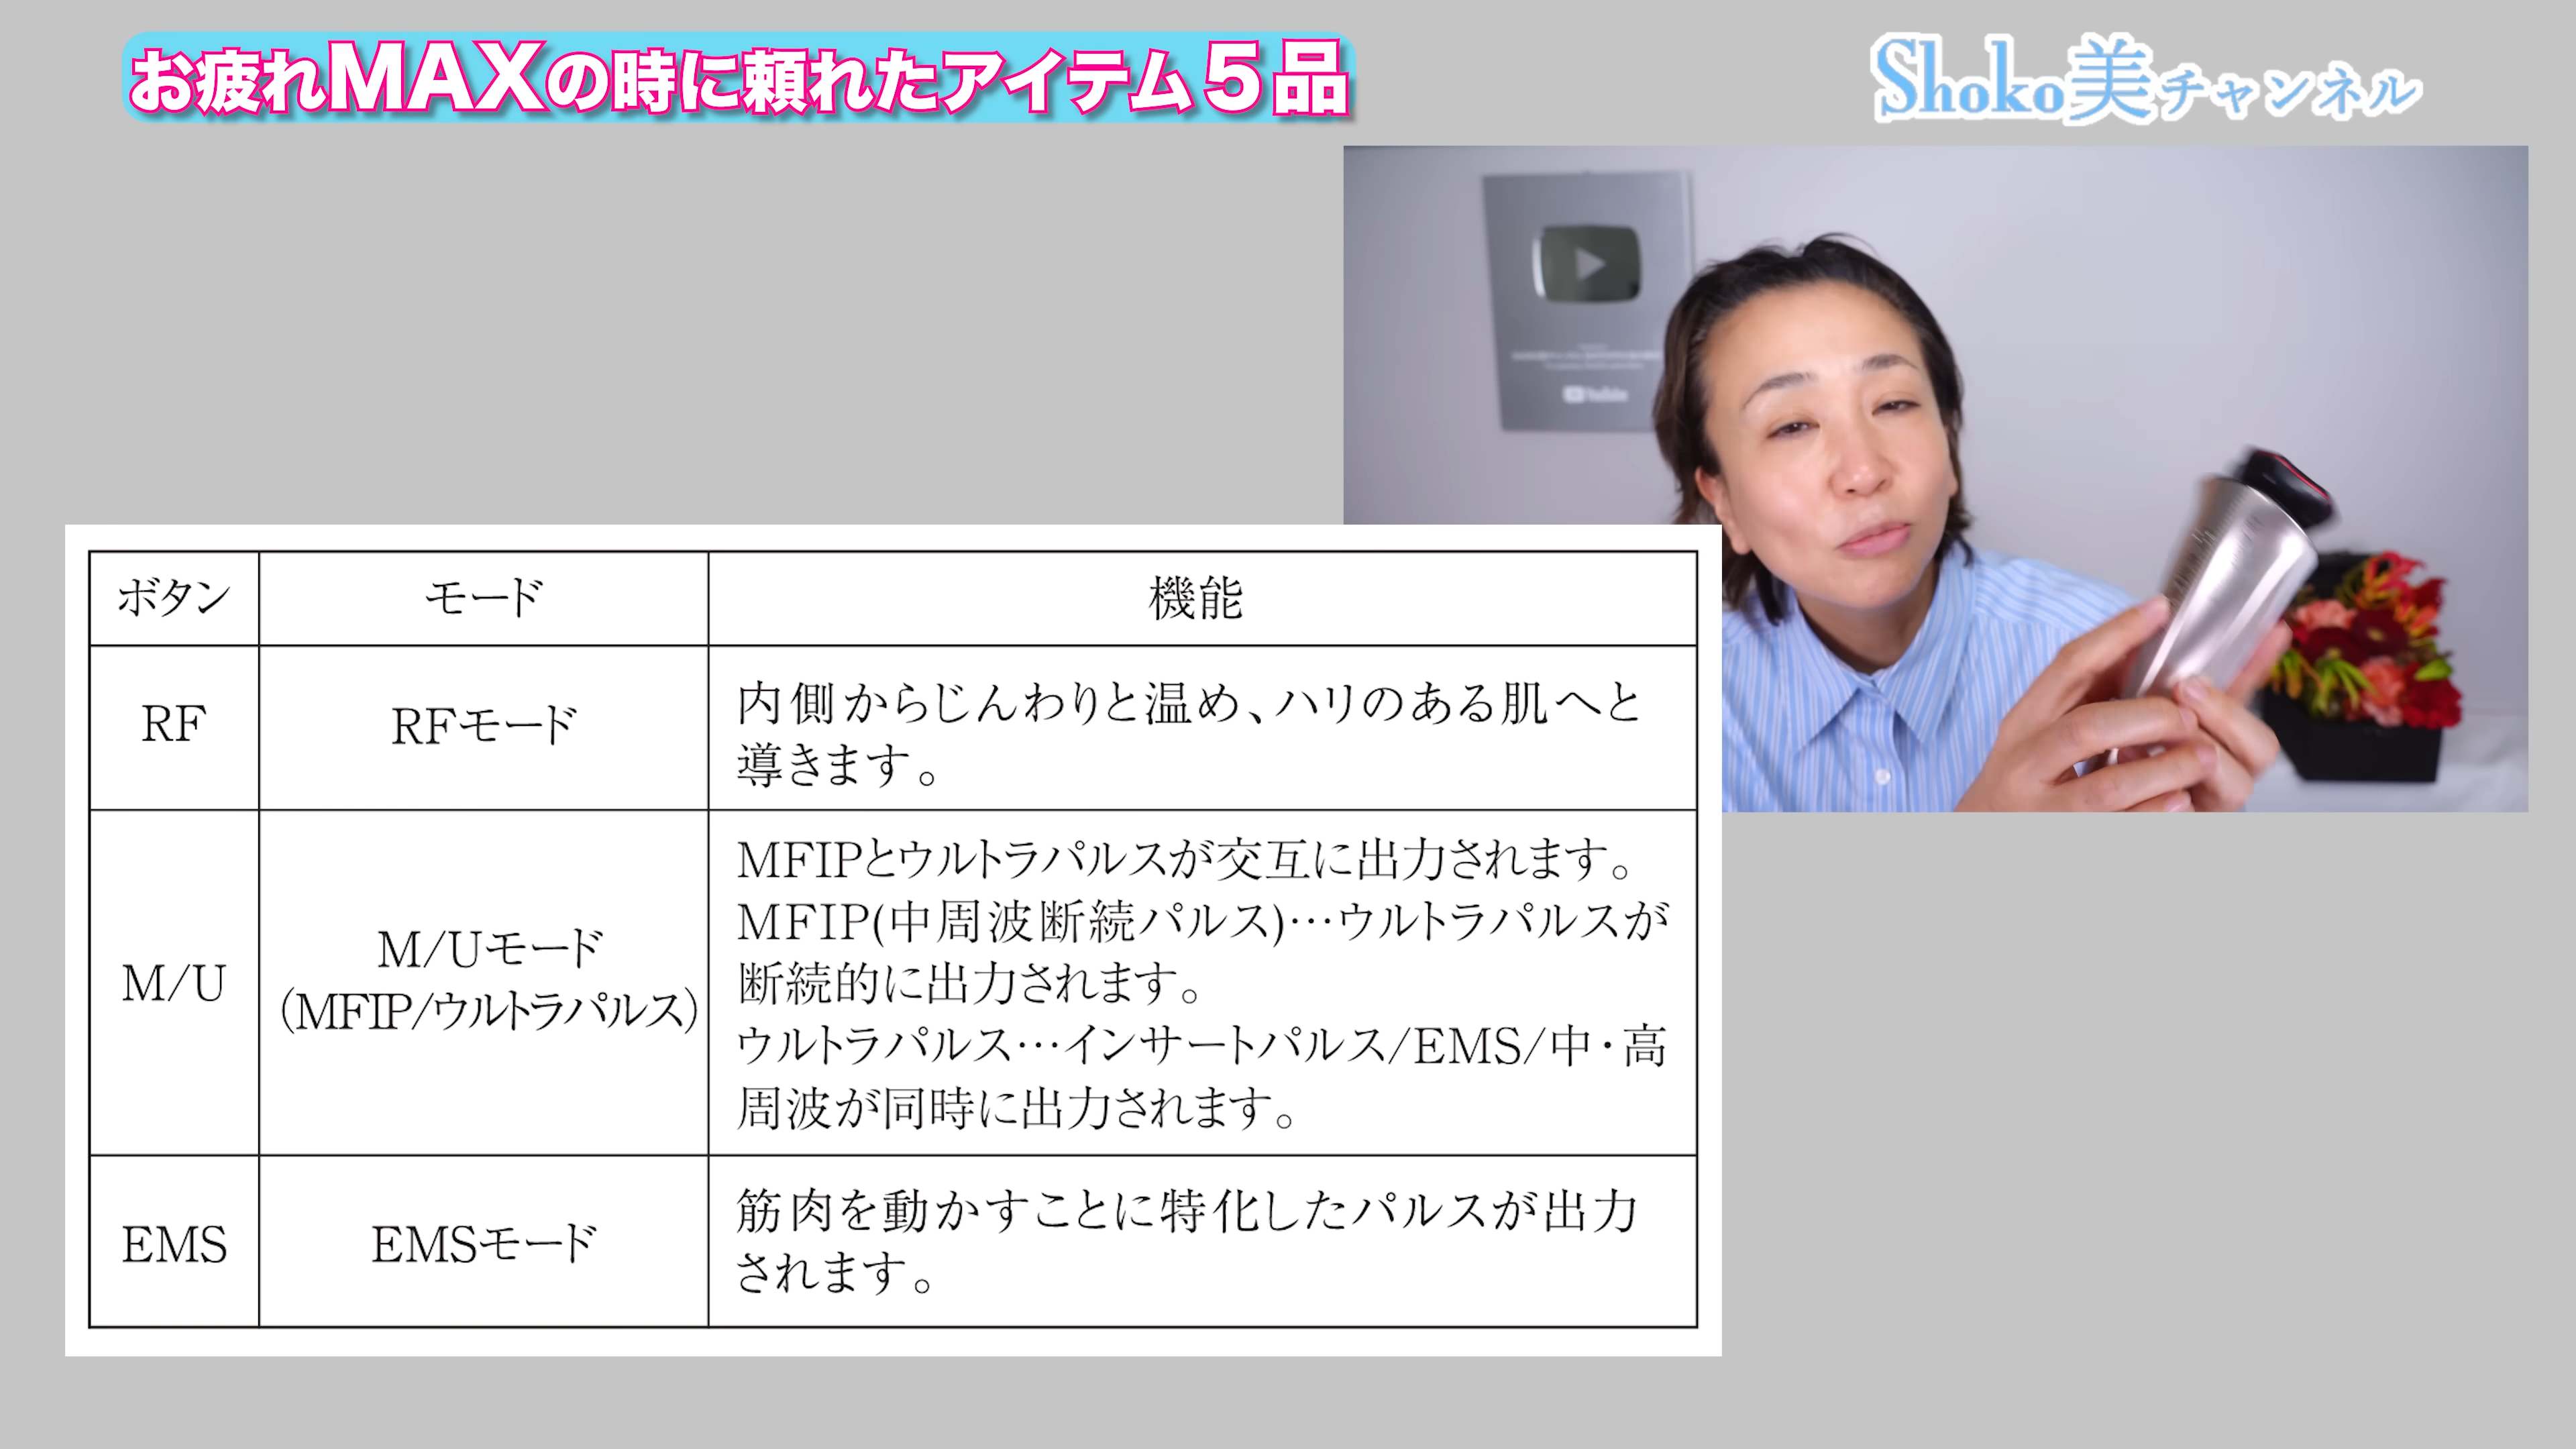 お疲れMAXの時に頼れたアイテム5品
Shoko美チャンネル
YouTube
ボタン モード 機能
RF RFモード 内側からじんわりと温め、ハリのある肌へと
導きます。
M/U M/Uモード
(MFIP/ウルトラパルス)
MFIPとウルトラパルスが交互に出力されます。
MFIP(中周波断続パルス)…ウルトラパルスが
断続的に出力されます。
ウルトラパルス…インサートパルス/EMS/中・高
周波が同時に出力されます。
EMS EMSモード 筋肉を動かすことに特化したパルスが出力
されます。